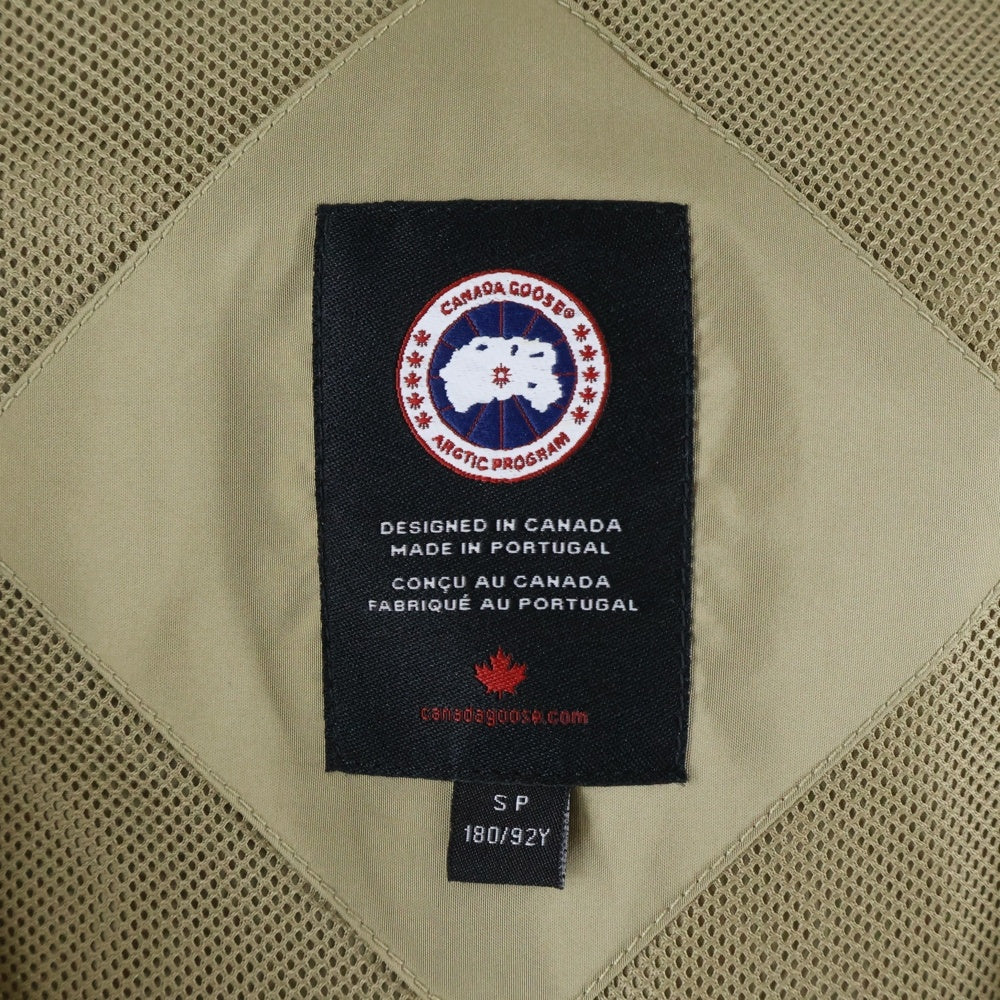 CANADA GOOSE®
ARCTIC PROGRAM
DESIGNED IN CANADA
MADE IN PORTUGAL
CONÇU AU CANADA
FABRIQUÉ AU PORTUGAL
canadagoose.com
SP
180/92Y